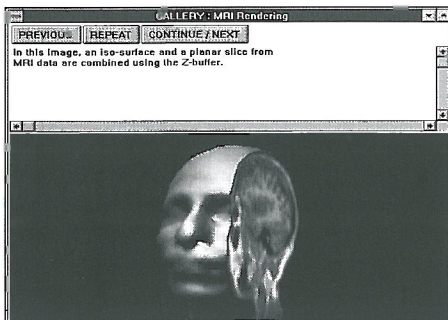 GALLERY : MRI Rendering
PREVIOU... REPEAT CONTINUE / NEXT
In this image, an iso-surface and a planar slice from
MRI data are combined using the Z-buffer.